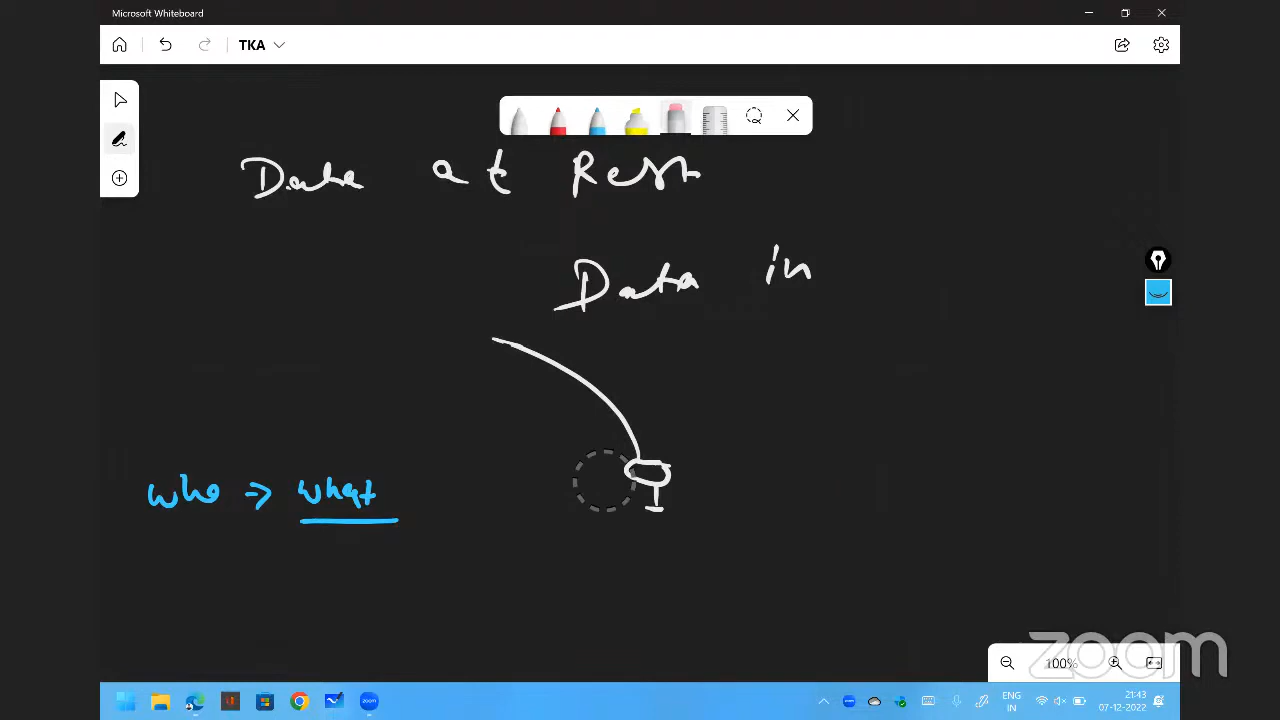 Microsoft Whiteboard
TKA
Data at Rest
Data in
who → what
zoom
100%
zoom
ENG
IN
21:43
07-12-2022